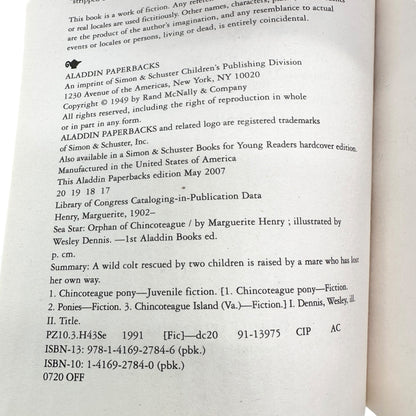 This book is a work of fiction. Any references
or real locales are used fictitiously. Other names, characters,
are the product of the author's imagination, and any resemblance to actual
events or locales or persons, living or dead, is entirely coincidental.
ALADDIN PAPERBACKS
An imprint of Simon & Schuster Children's Publishing Division
1230 Avenue of the Americas, New York, NY 10020
Copyright © 1949 by Rand McNally & Company
All rights reserved, including the right of reproduction in whole
or in part in any form.
ALADDIN PAPERBACKS and related logo are registered trademarks
of Simon & Schuster, Inc.
Also available in a Simon & Schuster Books for Young Readers hardcover edition.
Manufactured in the United States of America
This Aladdin Paperbacks edition May 2007
20 19 18 17
Library of Congress Cataloging-in-Publication Data
Henry, Marguerite, 1902–
Sea Star: Orphan of Chincoteague / by Marguerite Henry ; illustrated by
Wesley Dennis. —1st Aladdin Books ed.
p. cm.
Summary: A wild colt rescued by two children is raised by a mare who has lost
her own way.
1. Chincoteague pony—Juvenile fiction. [1. Chincoteague pony—Fiction.
2. Ponies—Fiction. 3. Chincoteague Island (Va.)—Fiction.] I. Dennis, Wesley, ill.
II. Title.
PZ10.3.H43Se 1991 [Fic]—dc20 91-13975 CIP AC
ISBN-13: 978-1-4169-2784-6 (pbk.)
ISBN-10: 1-4169-2784-0 (pbk.)
0720 OFF